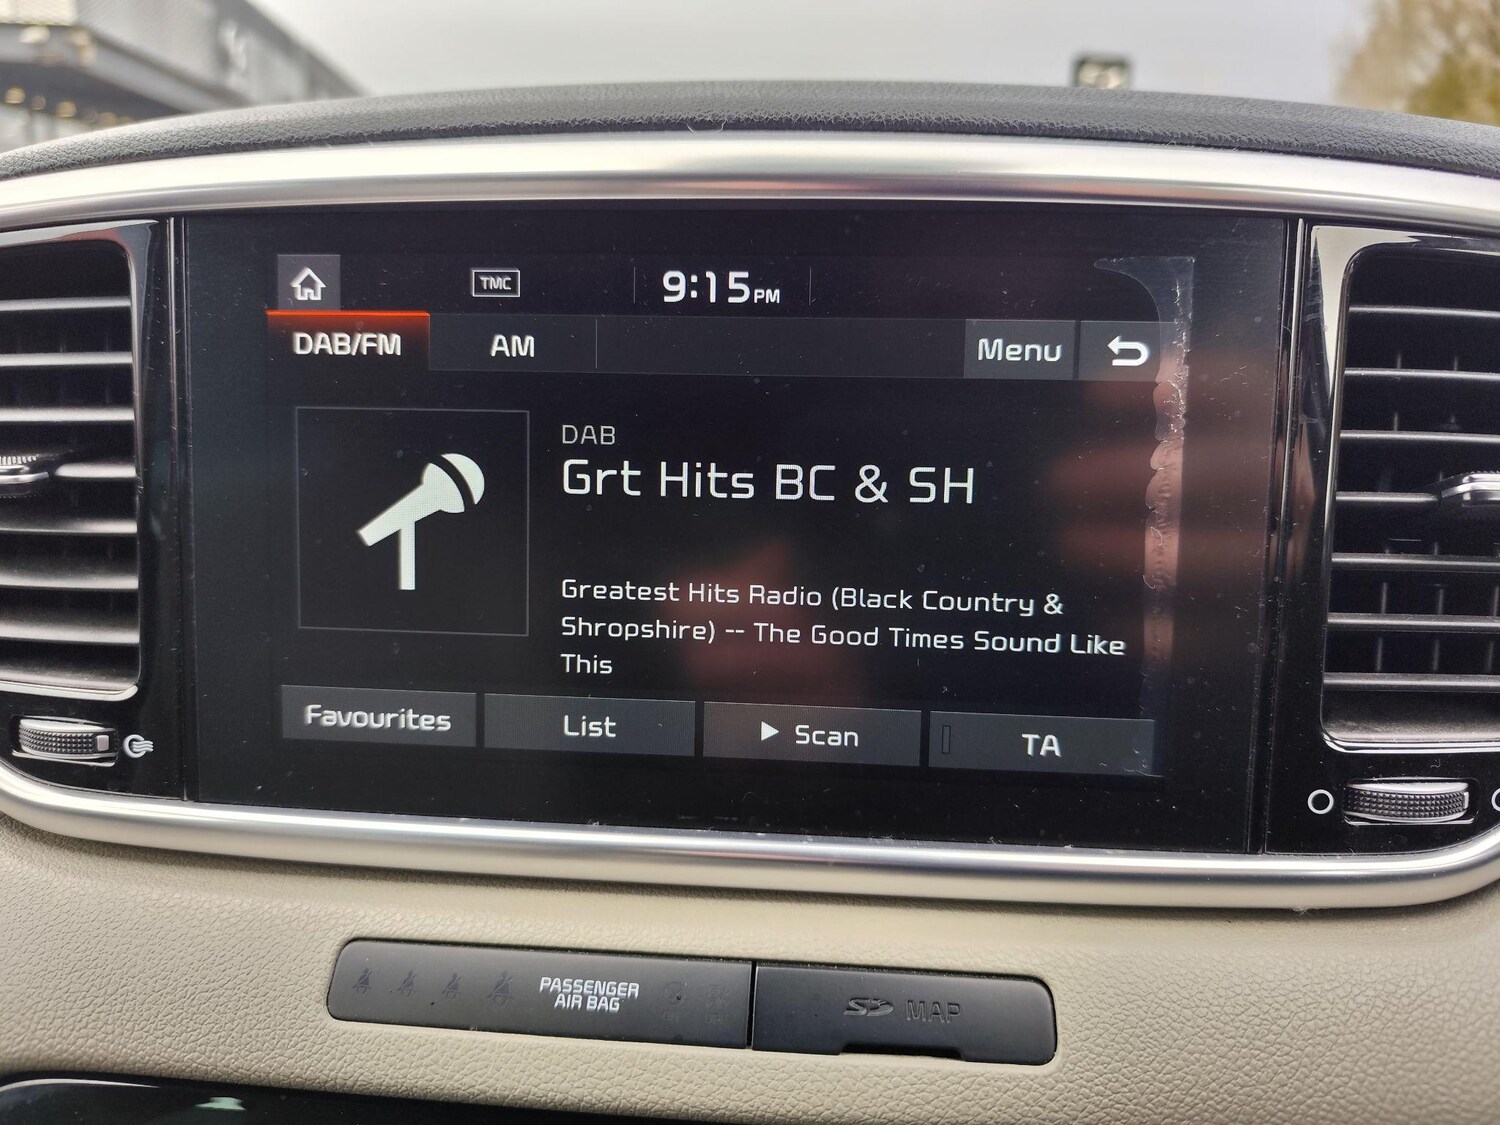 TMC
9:15PM
DAB/FM
AM
Menu
DAB
Grt Hits BC & SH
Greatest Hits Radio (Black Country &
Shropshire) -- The Good Times Sound Like
This
Favourites
List
Scan
TA
PASSENGER
AIR BAG
SD MAP